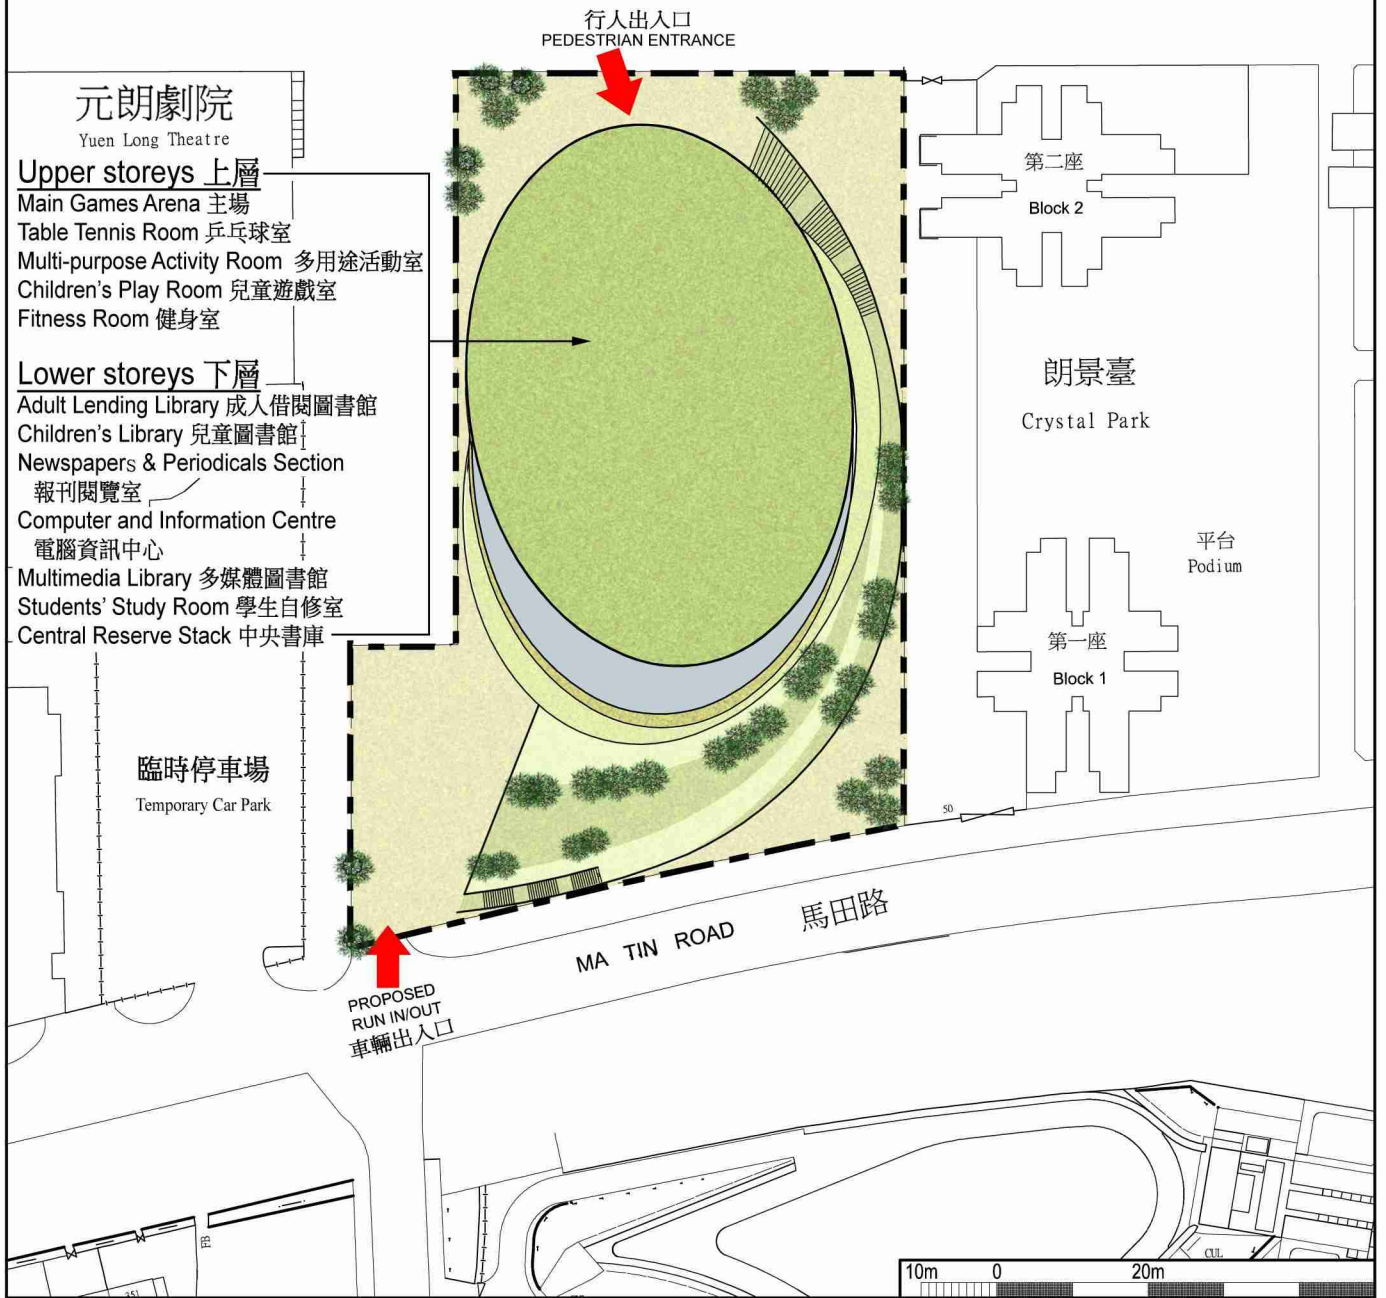 行人出入口
PEDESTRIAN ENTRANCE
元朗劇院
Yuen Long Theatre
Upper storeys 上層
Main Games Arena 主場
Table Tennis Room 乒乓球室
Multi-purpose Activity Room 多用途活動室
Children's Play Room 兒童遊戲室
Fitness Room 健身室
Lower storeys 下層
Adult Lending Library 成人借閱圖書館
Children's Library 兒童圖書館
Newspapers & Periodicals Section
報刊閱覽室
Computer and Information Centre
電腦資訊中心
Multimedia Library 多媒體圖書館
Students' Study Room 學生自修室
Central Reserve Stack 中央書庫
第二座
Block 2
朗景臺
Crystal Park
平台
Podium
第一座
Block 1
臨時停車場
Temporary Car Park
50
MA TIN ROAD 馬田路
PROPOSED
RUN IN/OUT
車輛出入口
FB
351
CUL
10m 0 20m